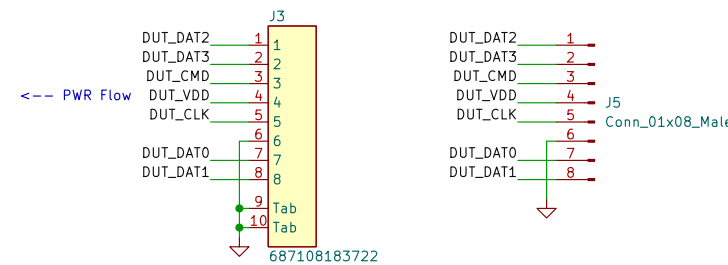 J3
DUT_DAT2 1 1
DUT_DAT3 2 2
DUT_CMD 3 3
<-- PWR Flow DUT_VDD 4 4
DUT_CLK 5 5
6 6
DUT_DAT0 7 7
DUT_DAT1 8 8
9 Tab
10 Tab
687108183722
DUT_DAT2 1
DUT_DAT3 2
DUT_CMD 3
DUT_VDD 4
DUT_CLK 5
6
DUT_DAT0 7
DUT_DAT1 8
J5
Conn_01x08_Male